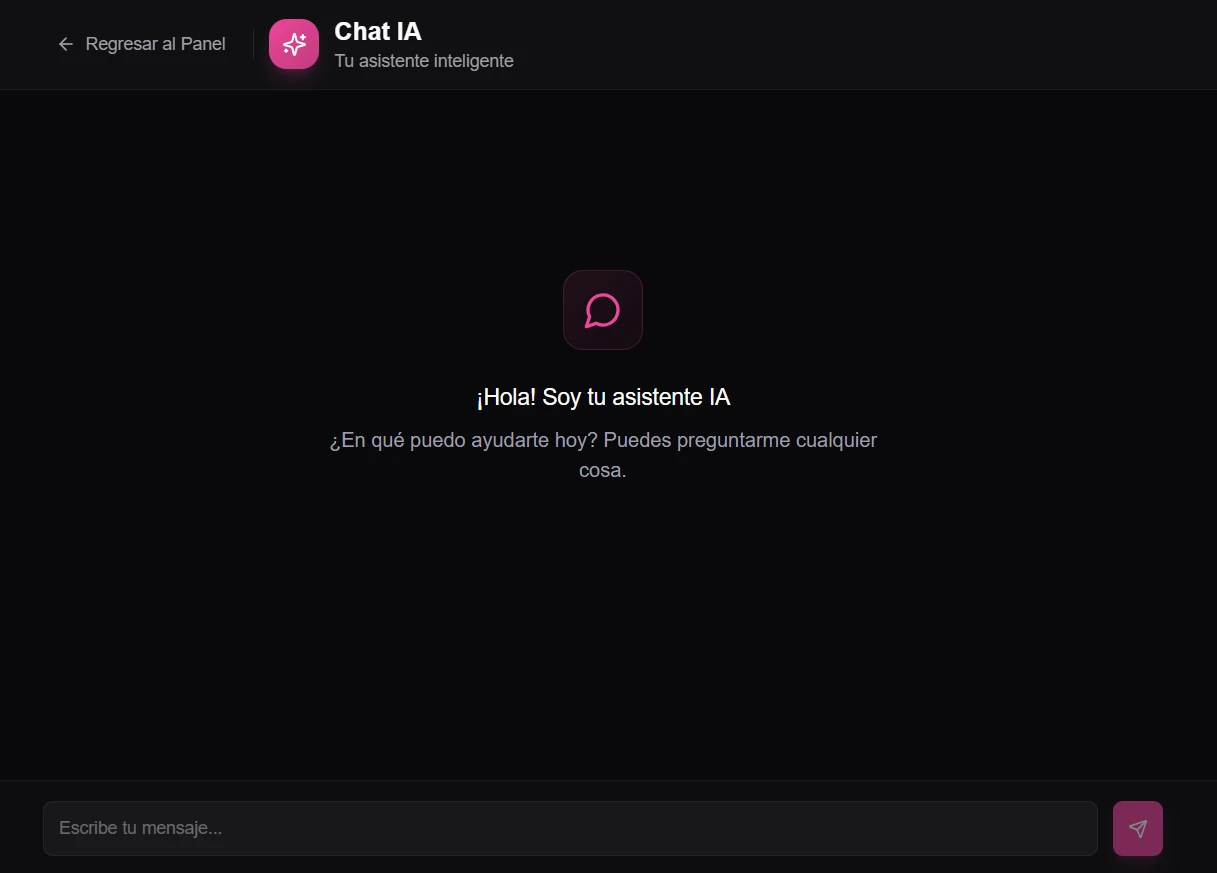 Regresar al Panel
Chat IA
Tu asistente inteligente
¡Hola! Soy tu asistente IA
¿En qué puedo ayudarte hoy? Puedes preguntarme cualquier
cosa.
Escribe tu mensaje...